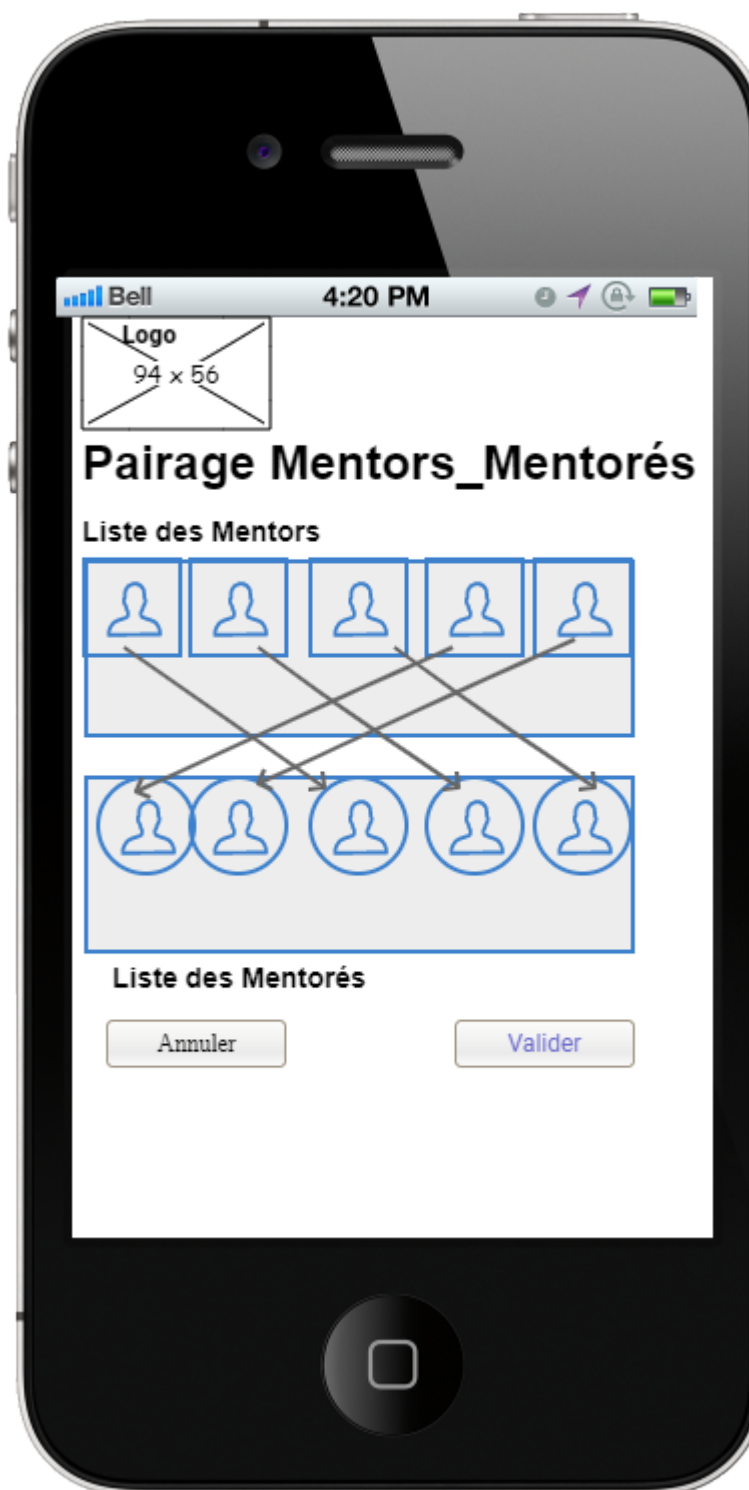 Bell 4:20 PM
Logo
94 x 56
Pairage Mentors_Mentorés
Liste des Mentors
Liste des Mentorés
Annuler Valider